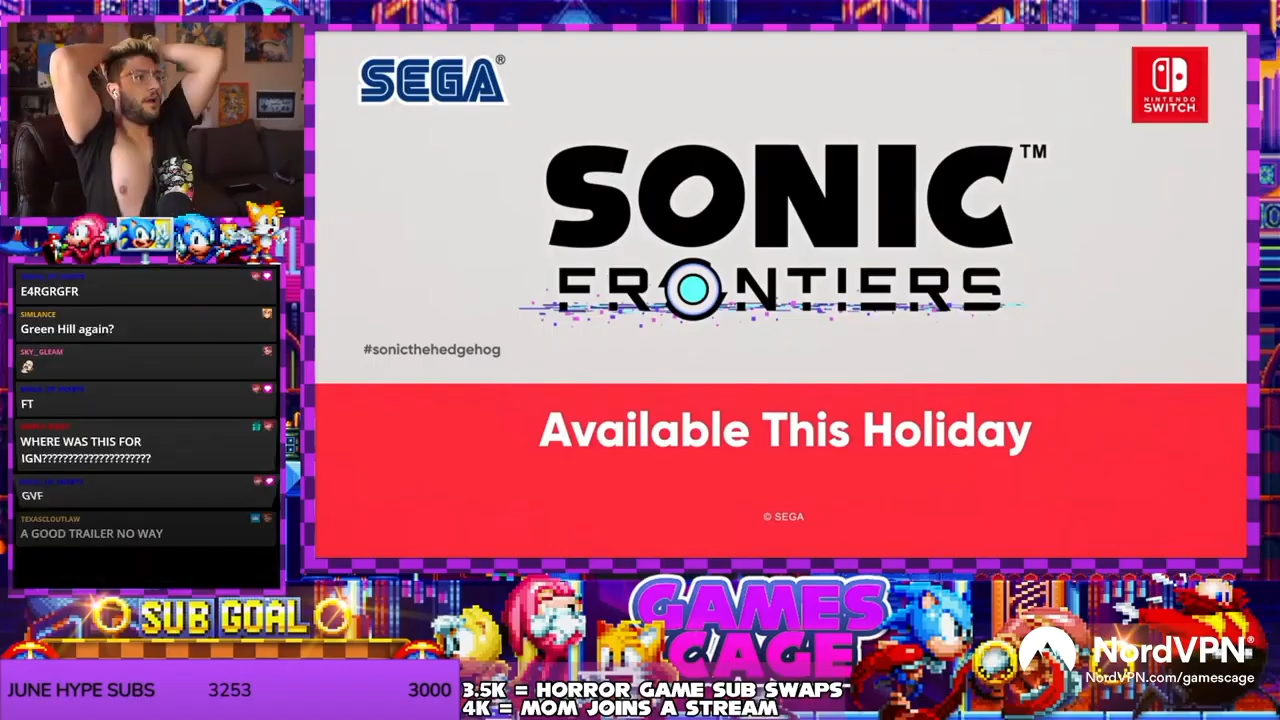 SEGA®
NINTENDO
SWITCH
SONIC™
FRONTIERS
#sonicthehedgehog
Available This Holiday
© SEGA
E4RGRGFR
SIMLANCE
Green Hill again?
SKY__GLEAM
FT
WHERE WAS THIS FOR
IGN?????????????????????
GVF
TEXASCLOUTLAW
A GOOD TRAILER NO WAY
SUB GOAL
JUNE HYPE SUBS 3253 3000
GAMES
CAGE
3.5K = HORROR GAME SUB SWAPS
4K = MOM JOINS A STREAM
NordVPN®
NordVPN.com/gamescage